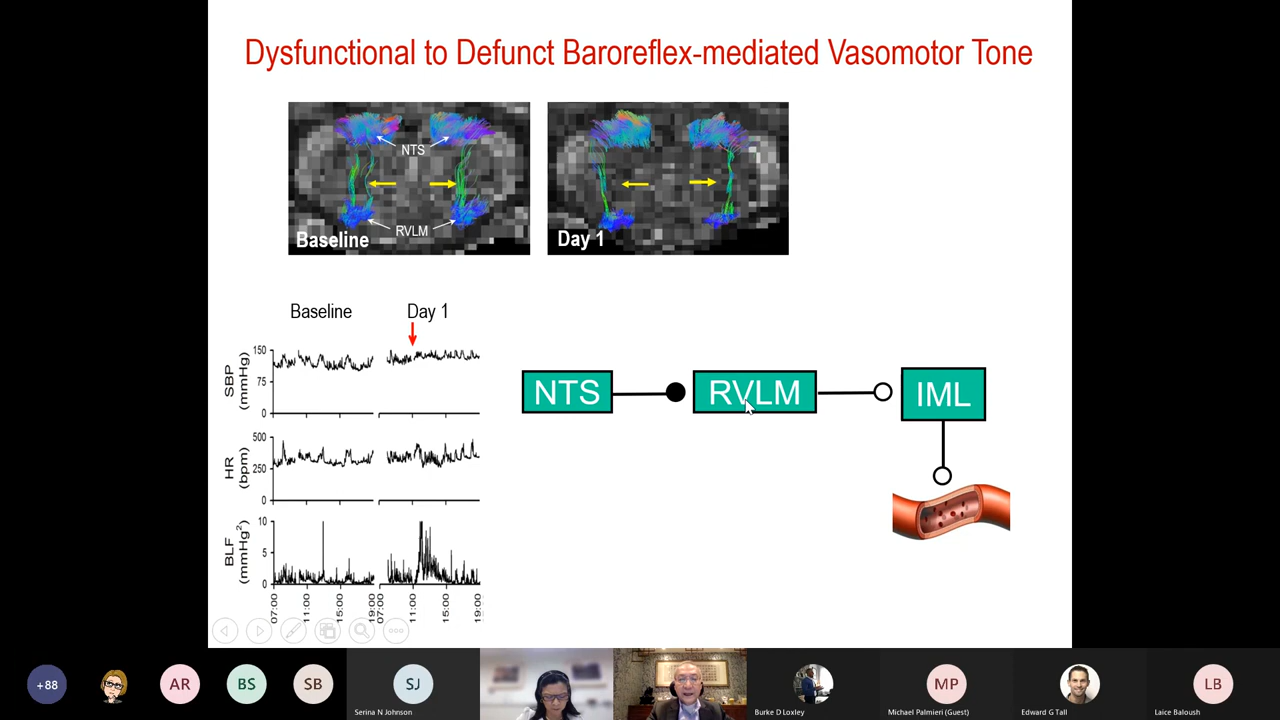 Dysfunctional to Defunct Baroreflex-mediated Vasomotor Tone
NTS
RVLM
Baseline
Day 1
Baseline
Day 1
SBP
(mmHg)
150
75
0
HR
(bpm)
500
250
0
BLF
(mmHg²)
10
5
0
07:00
11:00
15:00
19:00
07:00
11:00
15:00
19:00
NTS
RVLM
IML
+88
AR
BS
SB
SJ
MP
LB
Serina N Johnson
Burke D Loxley
Michael Palmieri (Guest)
Edward G Tall
Laice Baloush